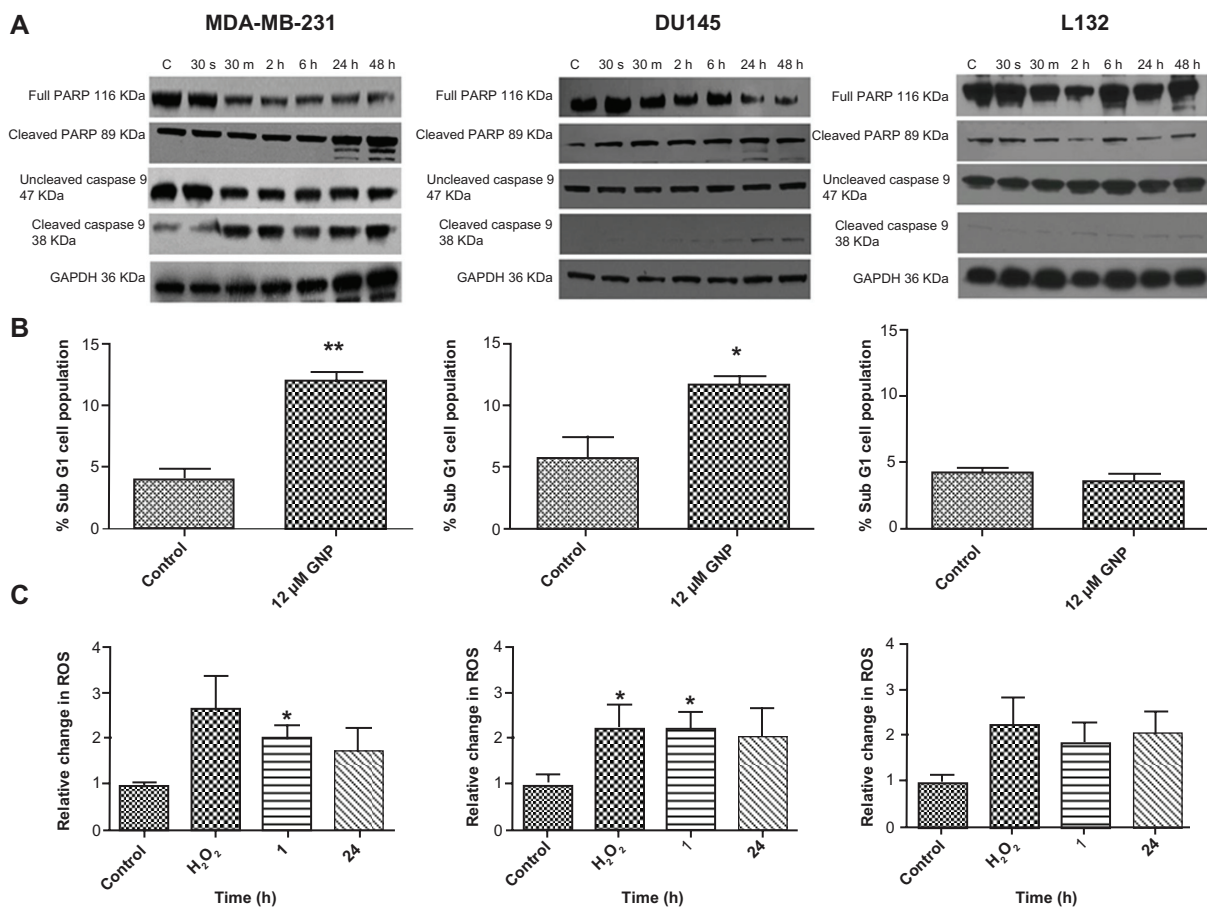 A
MDA-MB-231
DU145
L132
C 30 s 30 m 2 h 6 h 24 h 48 h
Full PARP 116 KDa
Cleaved PARP 89 KDa
Uncleaved caspase 9
47 KDa
Cleaved caspase 9
38 KDa
GAPDH 36 KDa
C 30 s 30 m 2 h 6 h 24 h 48 h
Full PARP 116 KDa
Cleaved PARP 89 KDa
Uncleaved caspase 9
47 KDa
Cleaved caspase 9
38 KDa
GAPDH 36 KDa
C 30 s 30 m 2 h 6 h 24 h 48 h
Full PARP 116 KDa
Cleaved PARP 89 KDa
Uncleaved caspase 9
47 KDa
Cleaved caspase 9
38 KDa
GAPDH 36 KDa
B
% Sub G1 cell population
15
10
5
0
**
Control
12 µM GNP
% Sub G1 cell population
15
10
5
0
*
Control
12 µM GNP
% Sub G1 cell population
15
10
5
0
Control
12 µM GNP
C
Relative change in ROS
4
3
2
1
0
*
Control
H₂O₂
1
24
Time (h)
Relative change in ROS
4
3
2
1
0
*
*
Control
H₂O₂
1
24
Time (h)
Relative change in ROS
4
3
2
1
0
Control
H₂O₂
1
24
Time (h)